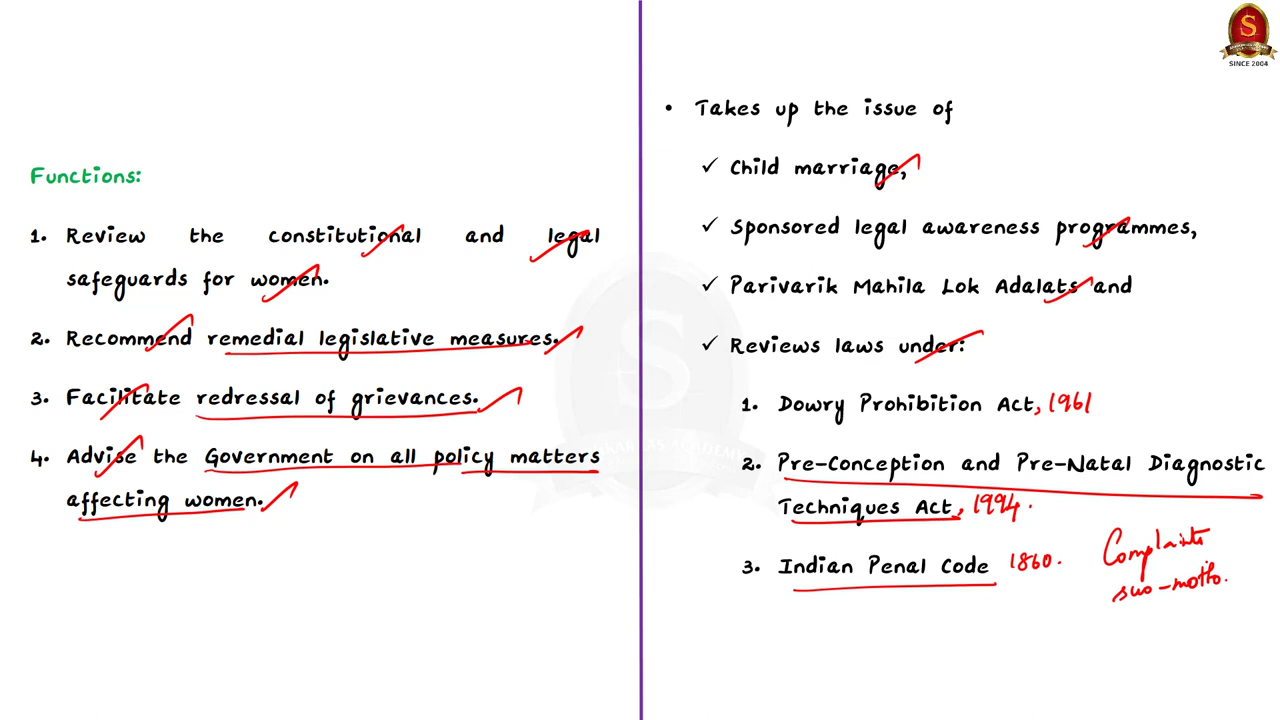 Functions:
1. Review the constitutional and legal
safeguards for women.
2. Recommend remedial legislative measures.
3. Facilitate redressal of grievances.
4. Advise the Government on all policy matters
affecting women.
• Takes up the issue of
✓ Child marriage,
✓ Sponsored legal awareness programmes,
✓ Parivarik Mahila Lok Adalats and
✓ Reviews laws under:
1. Dowry Prohibition Act, 1961
2. Pre-Conception and Pre-Natal Diagnostic
Techniques Act, 1994.
3. Indian Penal Code 1860.
Complaints
suo-motto.
S
SINCE 2004